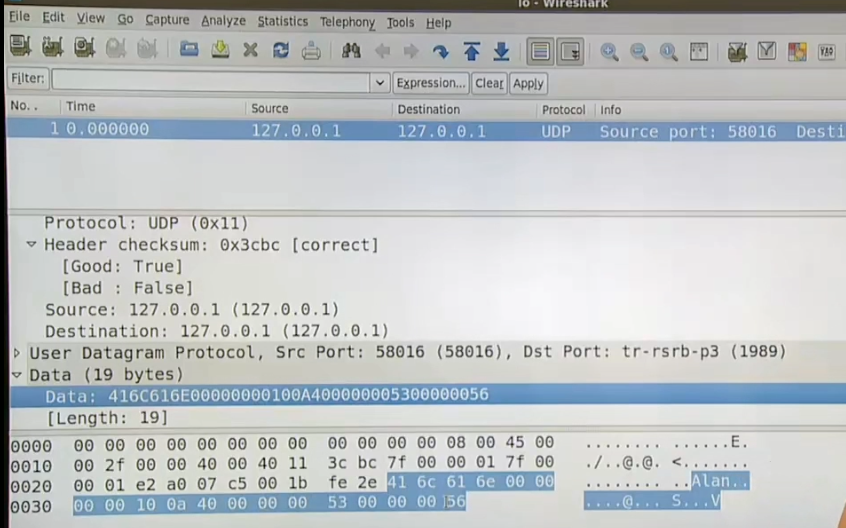 lo - Wireshark
File Edit View Go Capture Analyze Statistics Telephony Tools Help
Filter: Expression... Clear Apply
No. . Time Source Destination Protocol Info
1 0.000000 127.0.0.1 127.0.0.1 UDP Source port: 58016 Desti
Protocol: UDP (0x11)
Header checksum: 0x3cbc [correct]
[Good: True]
[Bad : False]
Source: 127.0.0.1 (127.0.0.1)
Destination: 127.0.0.1 (127.0.0.1)
User Datagram Protocol, Src Port: 58016 (58016), Dst Port: tr-rsrb-p3 (1989)
Data (19 bytes)
Data: 416C616E00000000100A400000005300000056
[Length: 19]
0000 00 00 00 00 00 00 00 00 00 00 00 00 08 00 45 00 ........ ......E.
0010 00 2f 00 00 40 00 40 11 3c bc 7f 00 00 01 7f 00 ./..@.@. <.......
0020 00 01 e2 a0 07 c5 00 1b fe 2e 41 6c 61 6e 00 00 ........ ..Alan..
0030 00 00 10 0a 40 00 00 00 53 00 00 00 56 ....@... S...V